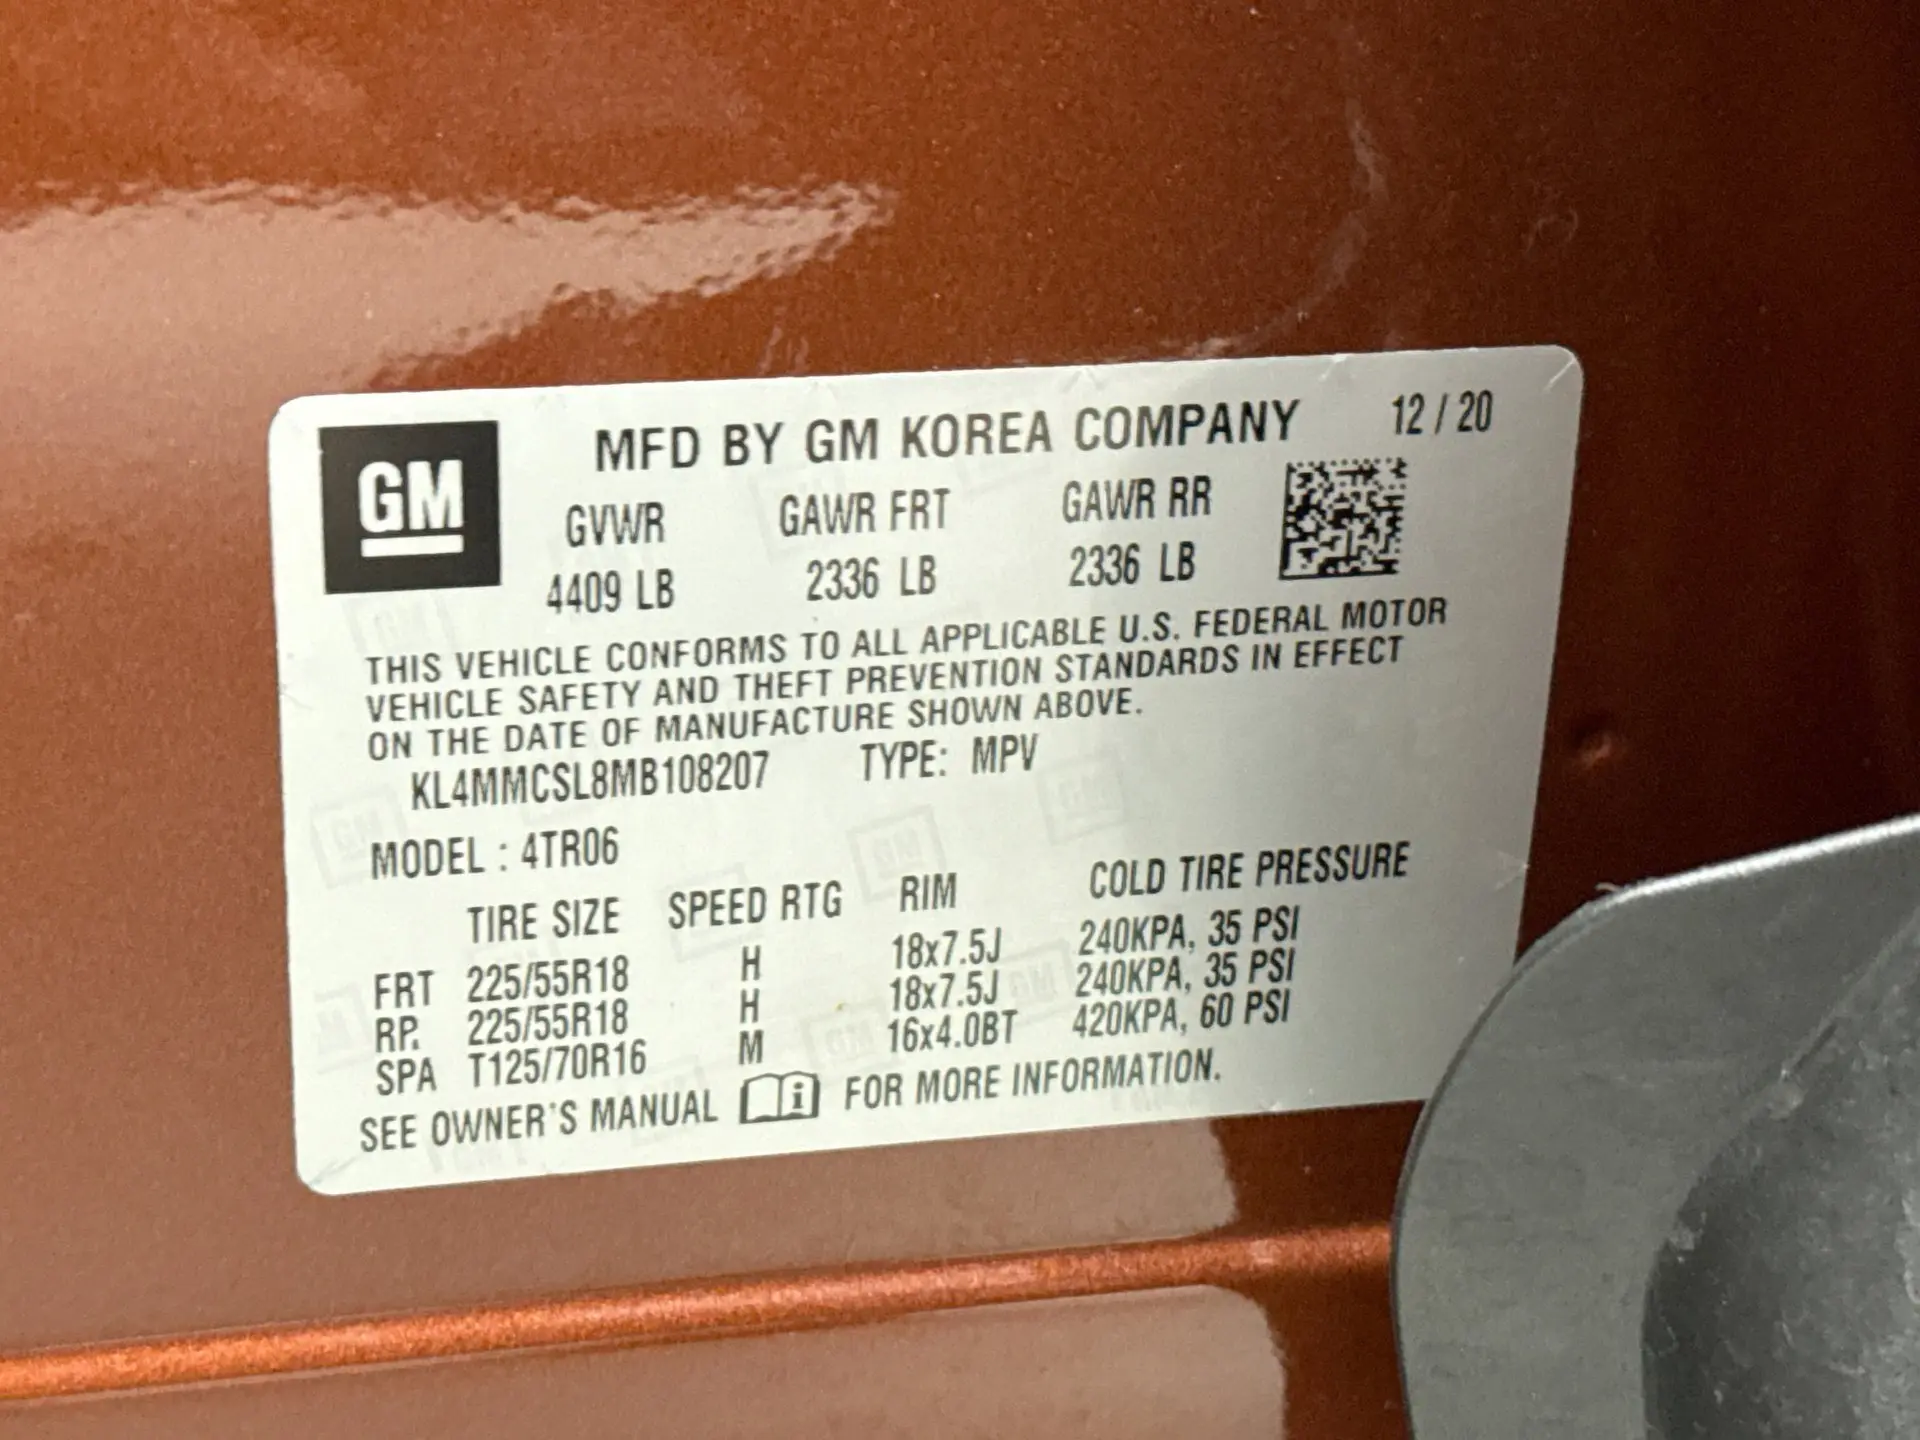 GM
MFD BY GM KOREA COMPANY 12 / 20
GVWR GAWR FRT GAWR RR
4409 LB 2336 LB 2336 LB
THIS VEHICLE CONFORMS TO ALL APPLICABLE U.S. FEDERAL MOTOR
VEHICLE SAFETY AND THEFT PREVENTION STANDARDS IN EFFECT
ON THE DATE OF MANUFACTURE SHOWN ABOVE.
KL4MMCSL8MB108207 TYPE: MPV
MODEL : 4TR06
TIRE SIZE SPEED RTG RIM COLD TIRE PRESSURE
FRT 225/55R18 H 18x7.5J 240KPA, 35 PSI
RR 225/55R18 H 18x7.5J 240KPA, 35 PSI
SPA T125/70R16 M 16x4.0BT 420KPA, 60 PSI
SEE OWNER'S MANUAL i FOR MORE INFORMATION.